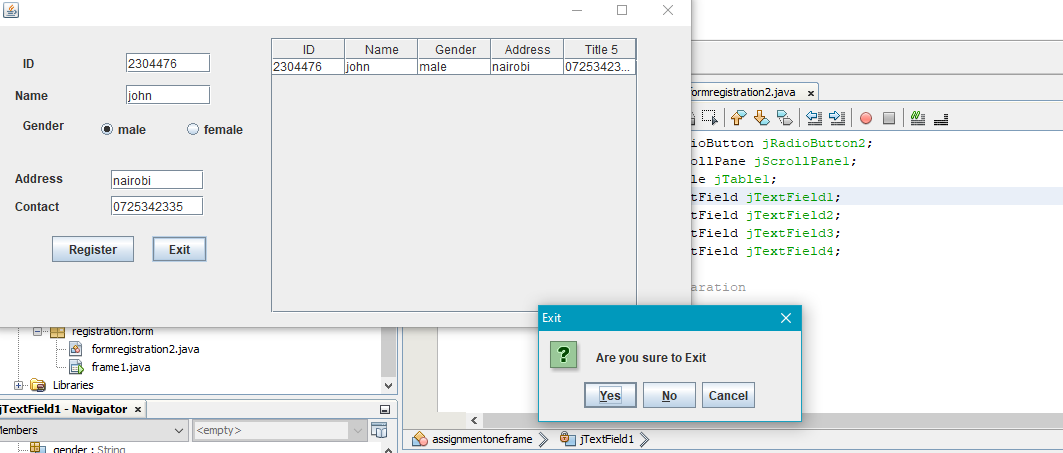 ID 2304476
Name john
Gender male female
Address nairobi
Contact 0725342335
Register Exit
ID Name Gender Address Title 5
2304476 john male nairobi 07253423...
formregistration2.java ×
ioButton jRadioButton2;
ollPane jScrollPane1;
le jTable1;
tField jTextField1;
tField jTextField2;
tField jTextField3;
tField jTextField4;
aration
Exit
Are you sure to Exit
Yes No Cancel
registration.form
formregistration2.java
frame1.java
Libraries
jTextField1 - Navigator ×
Members <empty>
gender : String
assignmentoneframe jTextField1